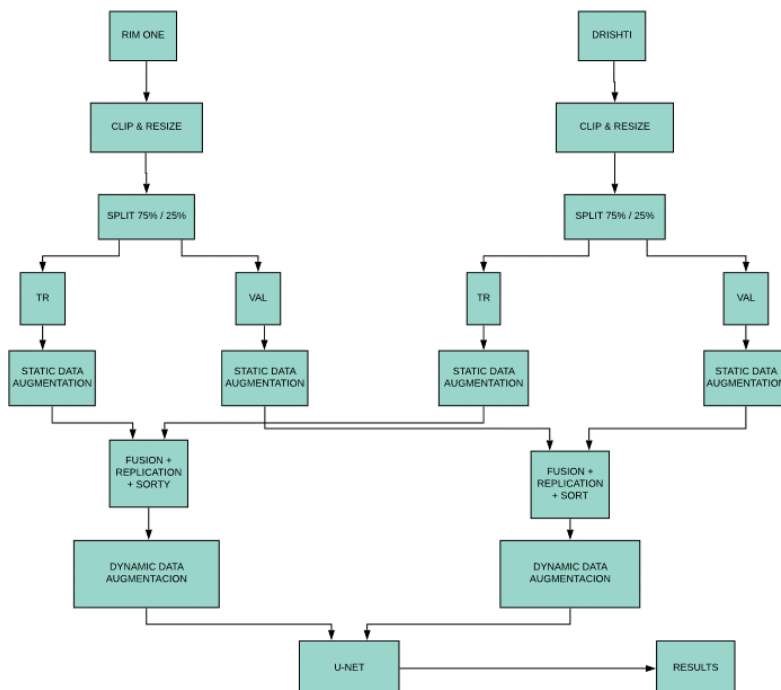 RIM ONE
DRISHTI
CLIP & RESIZE
CLIP & RESIZE
SPLIT 75% / 25%
SPLIT 75% / 25%
TR
VAL
TR
VAL
STATIC DATA
AUGMENTATION
STATIC DATA
AUGMENTATION
STATIC DATA
AUGMENTATION
STATIC DATA
AUGMENTATION
FUSION +
REPLICATION
+ SORTY
FUSION +
REPLICATION
+ SORT
DYNAMIC DATA
AUGMENTACION
DYNAMIC DATA
AUGMENTACION
U-NET
RESULTS